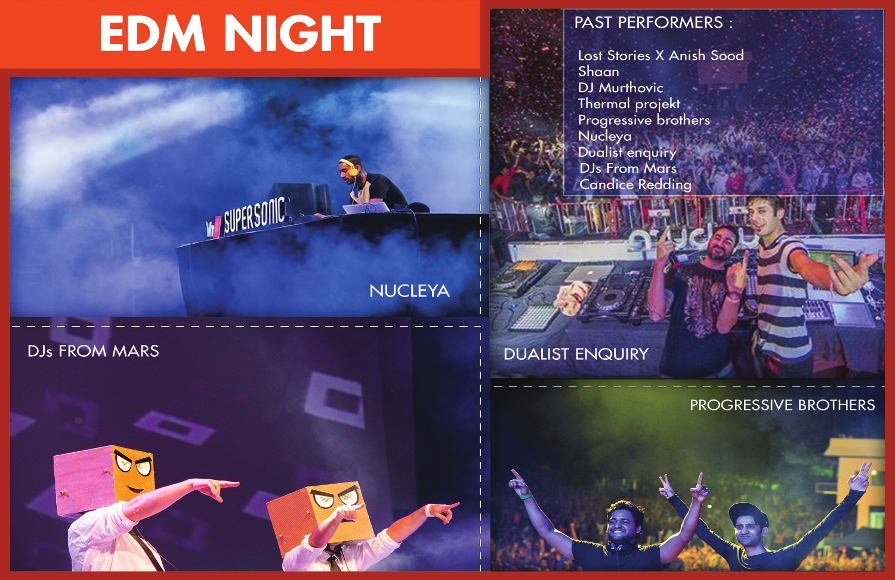 EDM NIGHT
SUPERSONIC
NUCLEYA
DJs FROM MARS
PAST PERFORMERS :
Lost Stories X Anish Sood
Shaan
DJ Murthovic
Thermal projekt
Progressive brothers
Nucleya
Dualist enquiry
DJs From Mars
Candice Redding
DUALIST ENQUIRY
PROGRESSIVE BROTHERS